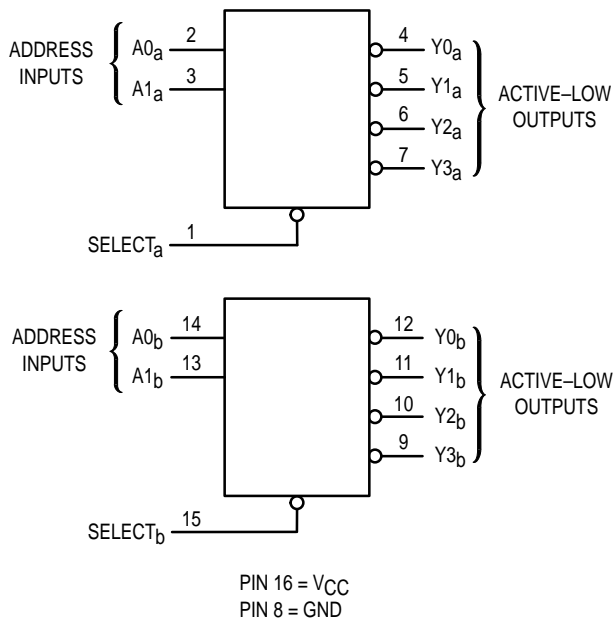 ADDRESS
INPUTS
A0a 2
A1a 3
4 Y0a
5 Y1a
6 Y2a
7 Y3a
ACTIVE–LOW
OUTPUTS
SELECTa 1
ADDRESS
INPUTS
A0b 14
A1b 13
12 Y0b
11 Y1b
10 Y2b
9 Y3b
ACTIVE–LOW
OUTPUTS
SELECTb 15
PIN 16 = VCC
PIN 8 = GND